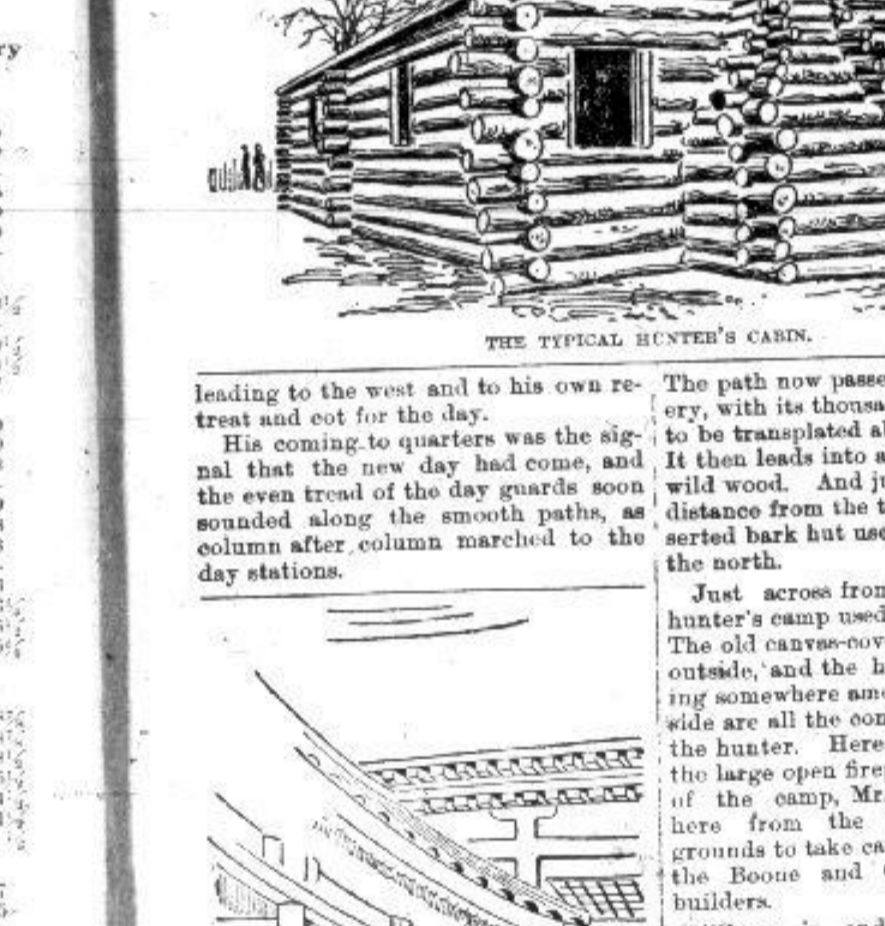 ry
THE TYPICAL HUNTER'S CABIN.
leading to the west and to his own re-
treat and cot for the day.
His coming to quarters was the sig-
nal that the new day had come, and
the even tread of the day guards soon
sounded along the smooth paths, as
column after column marched to the
day stations.
The path now passe
ery, with its thousa
to be transplated al
It then leads into a
wild wood. And ju
distance from the t
serted bark hut use
the north.
Just across from
hunter's camp used
The old canvas-cov
outside, and the h
ing somewhere amo
side are all the com
the hunter. Here
the large open firep
of the camp, Mr.
here from the
grounds to take ca
the Boone and
builders.